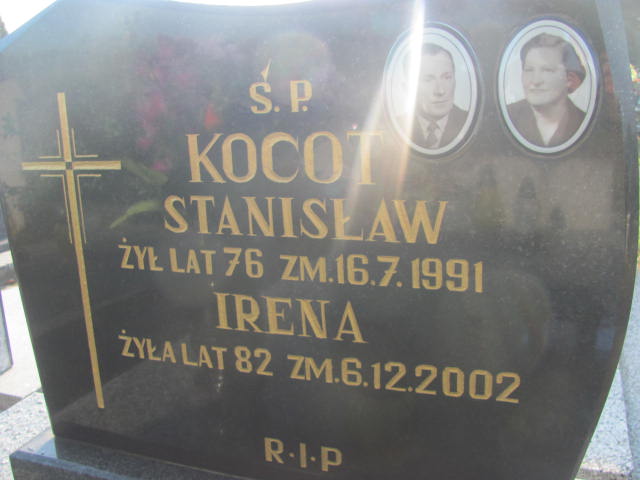 Ś.P.
KOCOT
STANISŁAW
ŻYŁ LAT 76 ZM.16.7.1991
IRENA
ŻYŁA LAT 82 ZM.6.12.2002
R·I·P